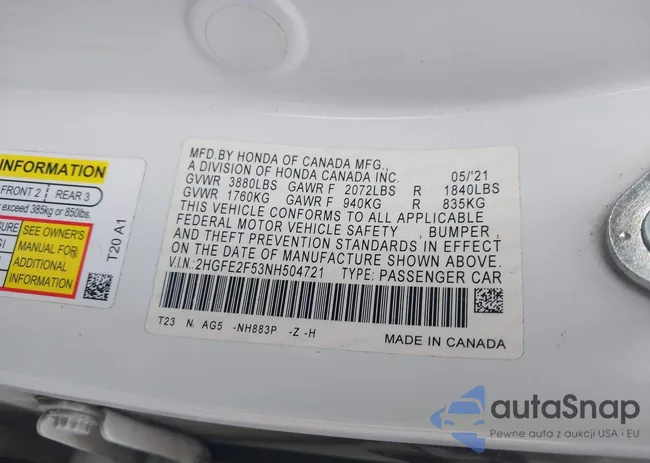 INFORMATION
FRONT 2 REAR 3
exceed 385kg or 850lbs.
SEE OWNER'S
MANUAL FOR
ADDITIONAL
INFORMATION
T20 A1
MFD.BY HONDA OF CANADA MFG.,
A DIVISION OF HONDA CANADA INC. 05/'21
GVWR 3880LBS GAWR F 2072LBS R 1840LBS
GVWR 1760KG GAWR F 940KG R 835KG
THIS VEHICLE CONFORMS TO ALL APPLICABLE
FEDERAL MOTOR VEHICLE SAFETY , BUMPER ,
AND THEFT PREVENTION STANDARDS IN EFFECT
ON THE DATE OF MANUFACTURE SHOWN ABOVE.
V.I.N.:2HGFE2F53NH504721 TYPE: PASSENGER CAR
T23 N AG5 -NH883P -Z -H
MADE IN CANADA
autaSnap
Pewne auta z aukcji USA i EU